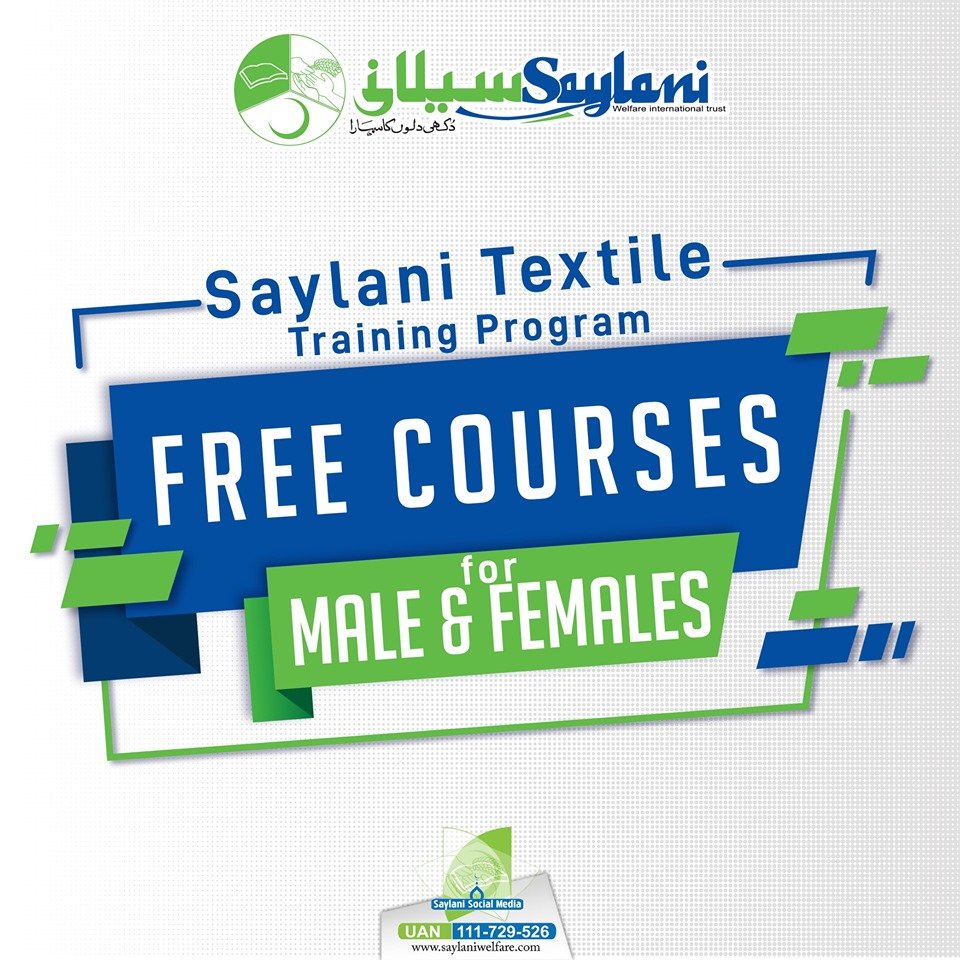 سیلانی Saylani
Welfare international trust
دُکھی دلوں کا سہارا
Saylani Textile
Training Program
FREE COURSES
for
MALE & FEMALES
Saylani Social Media
UAN 111-729-526
www.saylaniwelfare.com